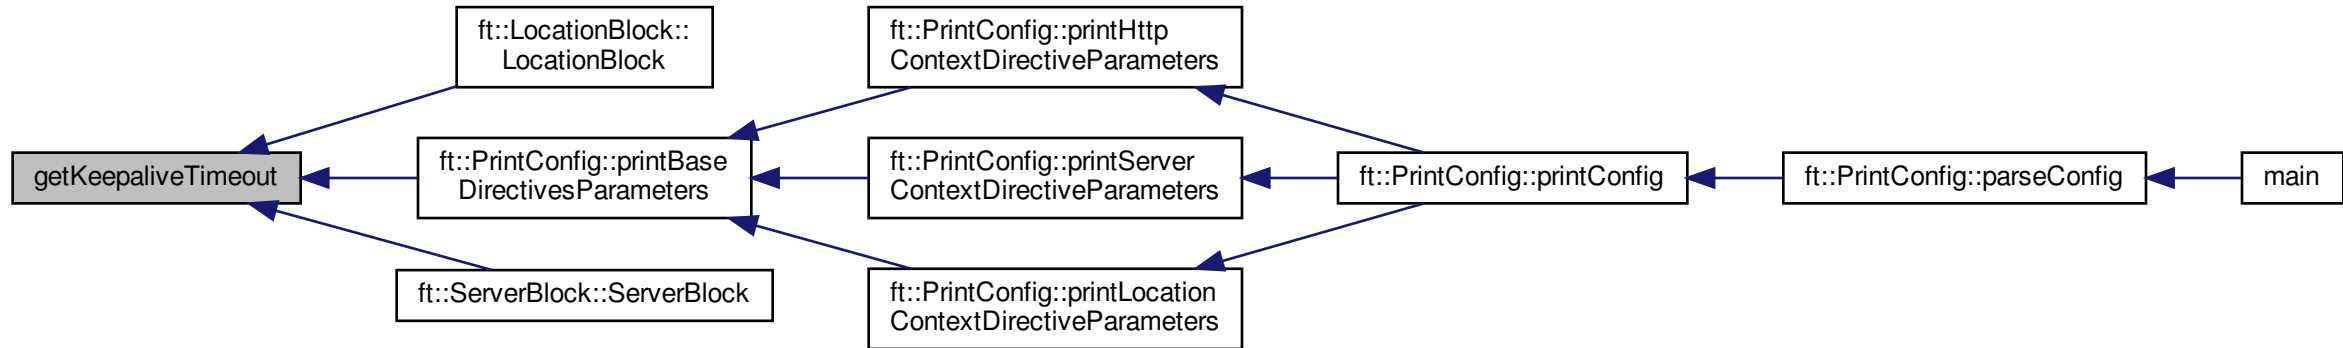 getKeepaliveTimeout
ft::LocationBlock::
LocationBlock
ft::PrintConfig::printBase
DirectivesParameters
ft::ServerBlock::ServerBlock
ft::PrintConfig::printHttp
ContextDirectiveParameters
ft::PrintConfig::printServer
ContextDirectiveParameters
ft::PrintConfig::printLocation
ContextDirectiveParameters
ft::PrintConfig::printConfig
ft::PrintConfig::parseConfig
main